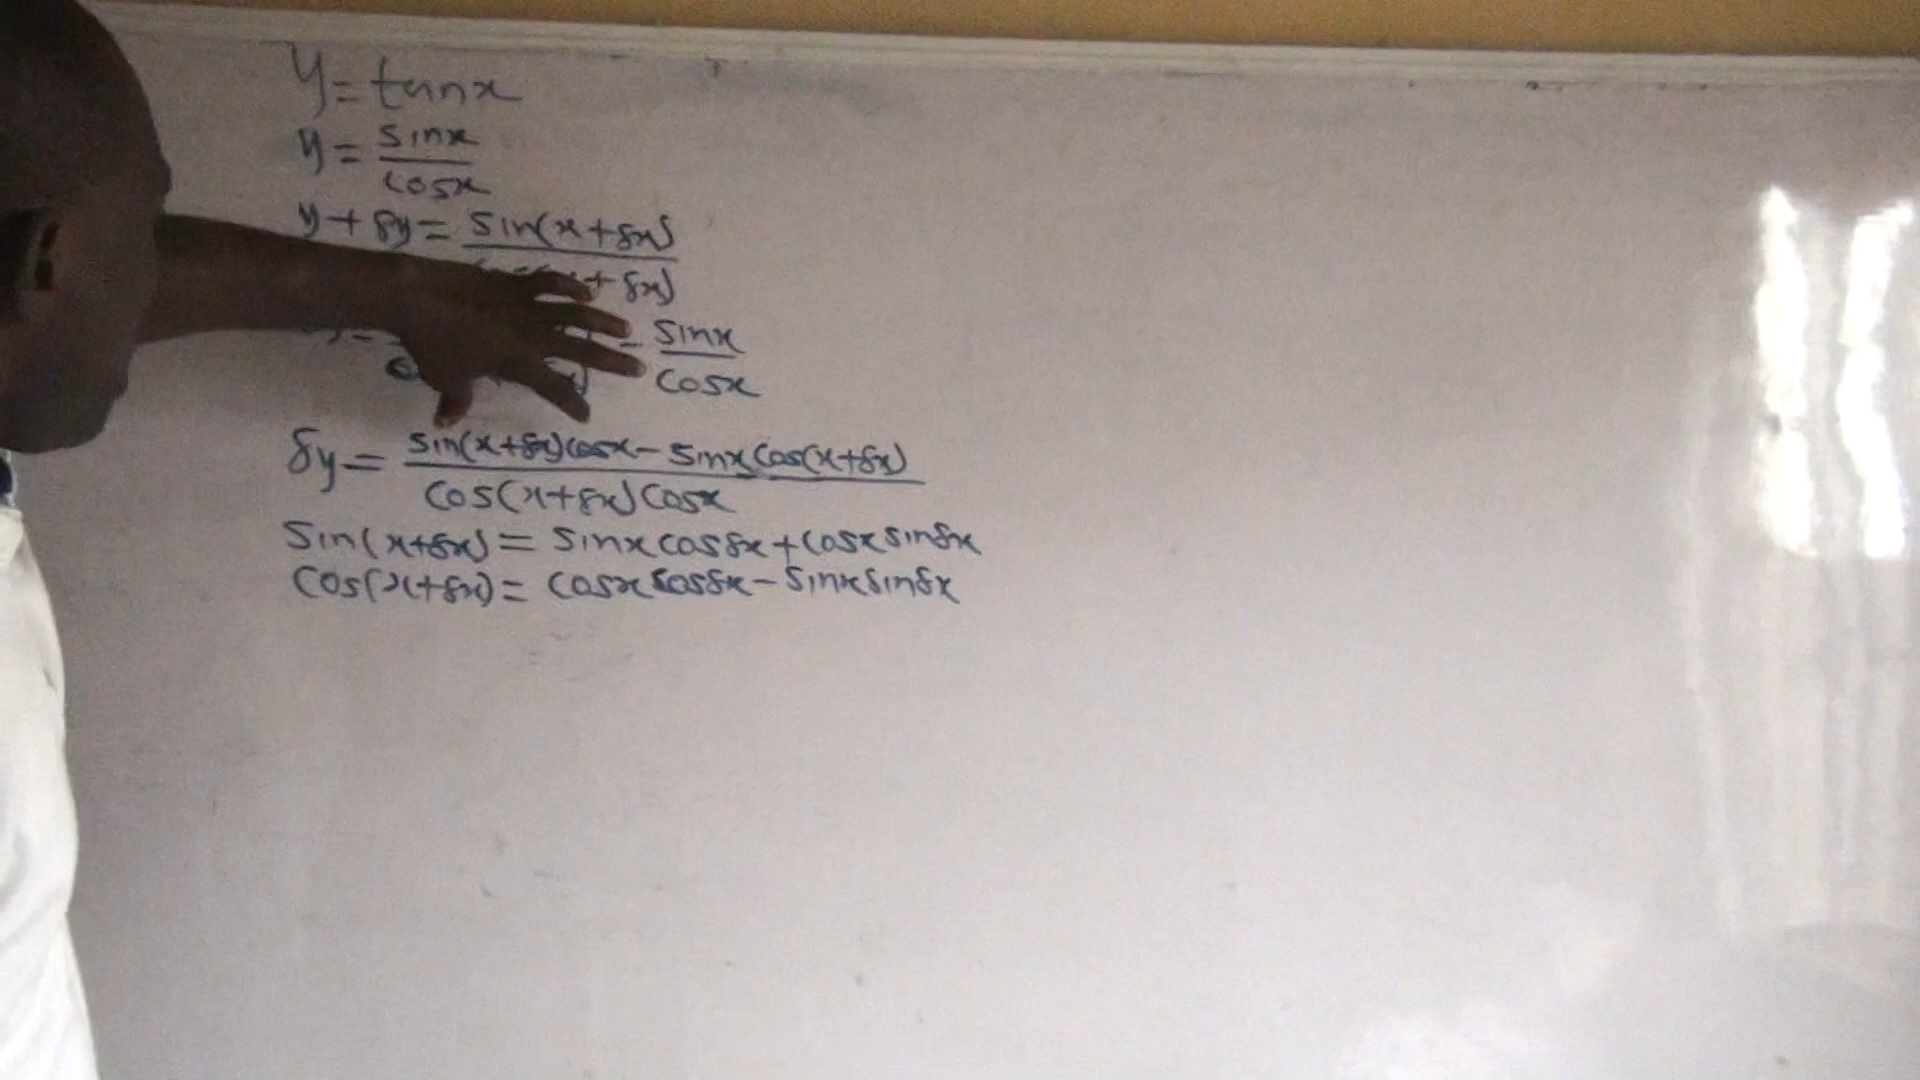 y = tanx
y = sinx/cosx
y + δy = sin(x+δx)/(x + δx)
= - sinx/cosx
δy = sin(x+δx)cosx - sinx cos(x+δx)/cos(x+δx)cosx
sin(x+δx) = sinx cosδx + cosx sinδx
cos(x+δx) = cosx cosδx - sinx sinδx